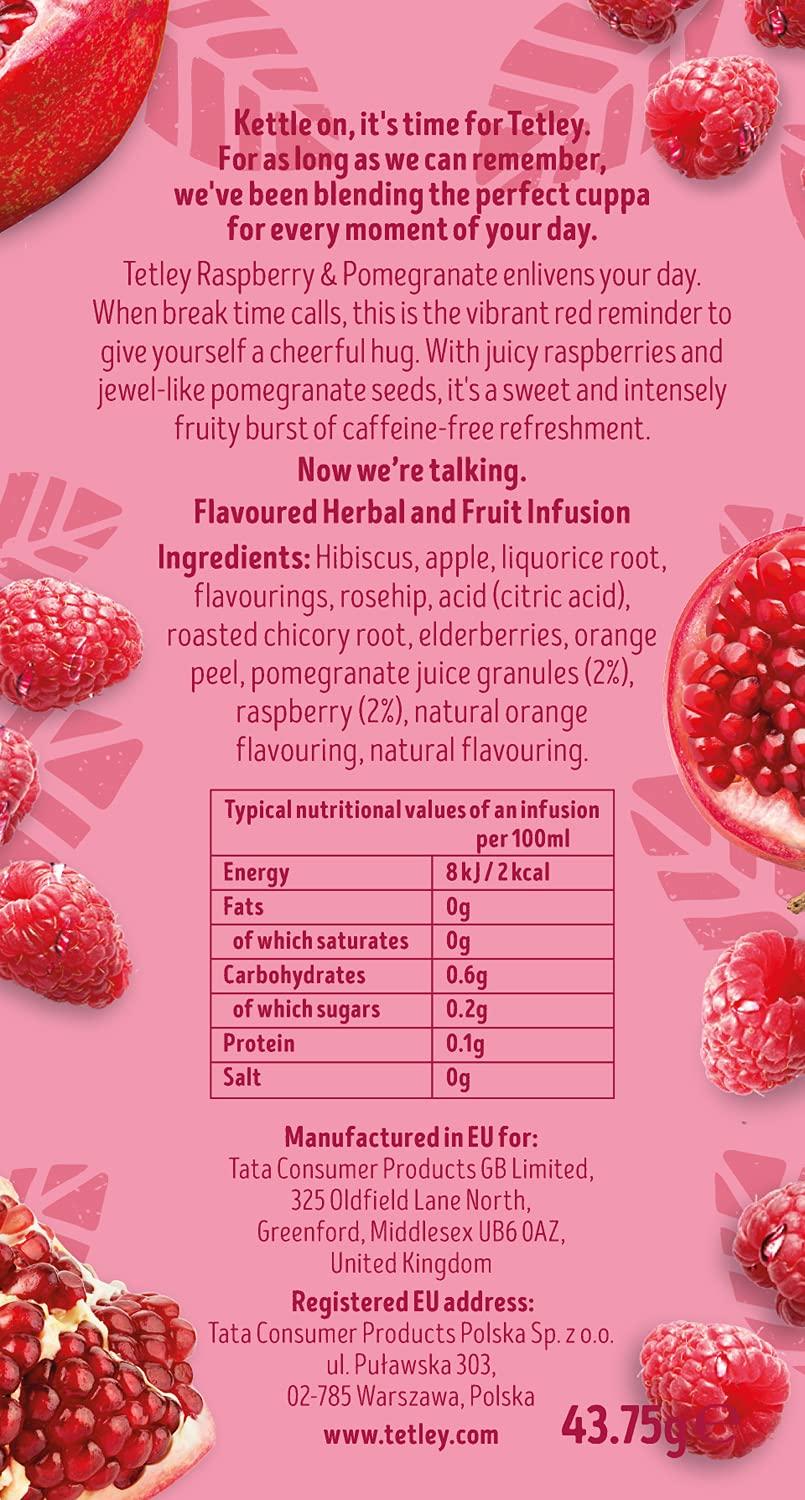 Kettle on, it's time for Tetley.
For as long as we can remember,
we've been blending the perfect cuppa
for every moment of your day.
Tetley Raspberry & Pomegranate enlivens your day.
When break time calls, this is the vibrant red reminder to
give yourself a cheerful hug. With juicy raspberries and
jewel-like pomegranate seeds, it's a sweet and intensely
fruity burst of caffeine-free refreshment.
Now we're talking.
Flavoured Herbal and Fruit Infusion
Ingredients: Hibiscus, apple, liquorice root,
flavourings, rosehip, acid (citric acid),
roasted chicory root, elderberries, orange
peel, pomegranate juice granules (2%),
raspberry (2%), natural orange
flavouring, natural flavouring.
Typical nutritional values of an infusion
per 100ml
Energy 8 kJ / 2 kcal
Fats 0g
of which saturates 0g
Carbohydrates 0.6g
of which sugars 0.2g
Protein 0.1g
Salt 0g
Manufactured in EU for:
Tata Consumer Products GB Limited,
325 Oldfield Lane North,
Greenford, Middlesex UB6 0AZ,
United Kingdom
Registered EU address:
Tata Consumer Products Polska Sp. z o.o.
ul. Puławska 303,
02-785 Warszawa, Polska
www.tetley.com
43.75g ℮